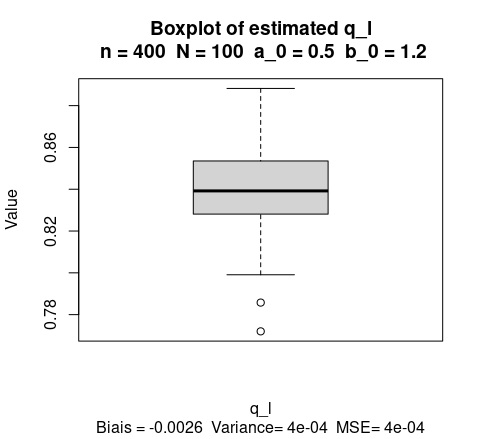 Boxplot of estimated q_l
n = 400 N = 100 a_0 = 0.5 b_0 = 1.2
Value
0.86
0.82
0.78
q_l
Biais = -0.0026 Variance= 4e-04 MSE= 4e-04